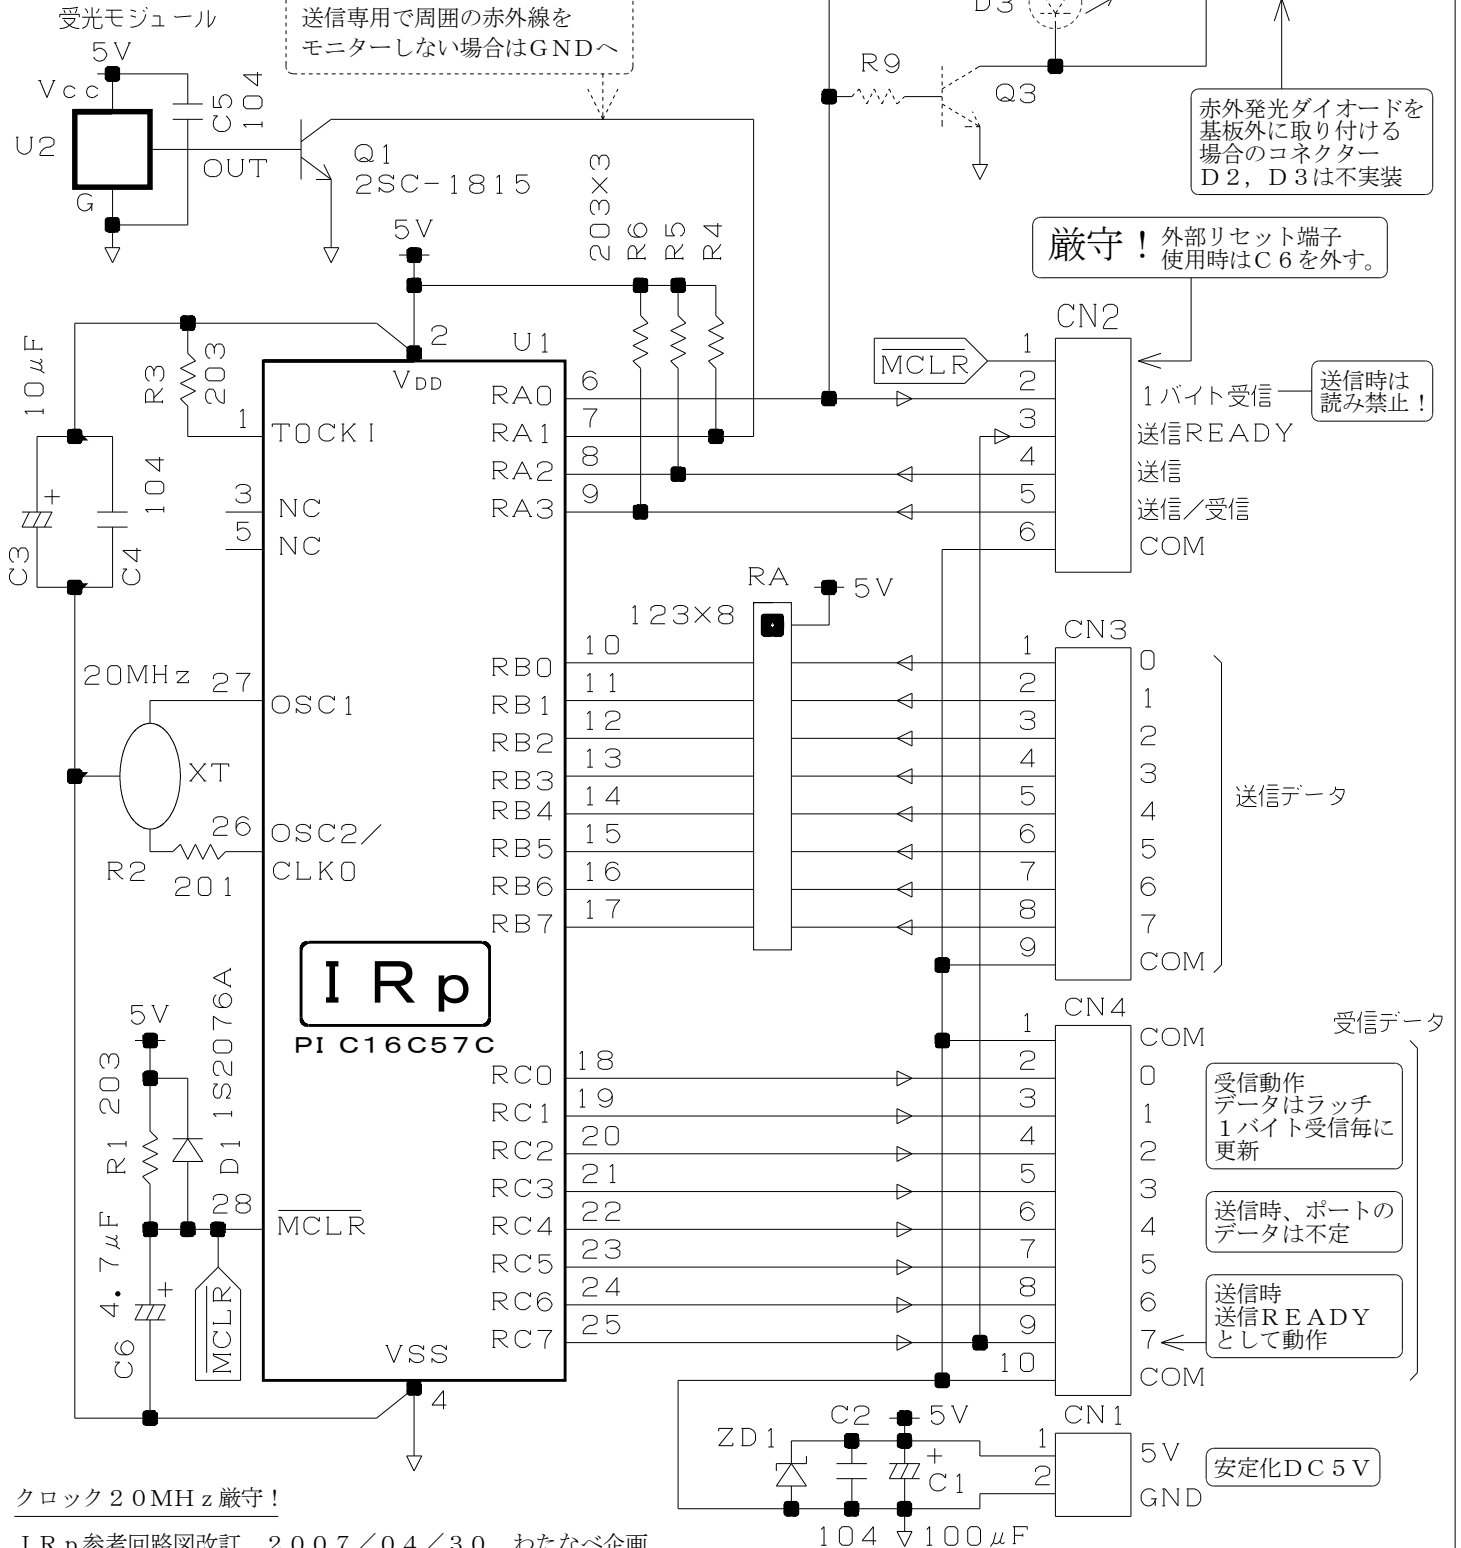 受光モジュール
送信専用で周囲の赤外線を
モニターしない場合はGNDへ
5V
Vcc
C5
104
U2
OUT
G
Q1
2SC-1815
D3
R9
Q3
赤外発光ダイオードを
基板外に取り付ける
場合のコネクター
D2，D3は不実装
5V
203×3
R6
R5
R4
厳守！
外部リセット端子
使用時はC6を外す。
10μF
R3
203
2
U1
VDD
CN2
MCLR
1
2
3
4
5
6
1バイト受信
送信READY
送信
送信／受信
COM
送信時は
読み禁止！
1
TOCKI
3
NC
5
NC
C3
+
C4
104
RA0
6
RA1
7
RA2
8
RA3
9
RA
5V
123×8
20MHz
27
OSC1
XT
26
OSC2/
CLKO
R2
201
RB0
10
RB1
11
RB2
12
RB3
13
RB4
14
RB5
15
RB6
16
RB7
17
CN3
1
0
2
1
3
2
4
3
5
4
6
5
7
6
8
7
9
COM
送信データ
IRp
PIC16C57C
5V
R1
203
D1
1S2076A
28
MCLR
4.7μF
C6
+
MCLR
VSS
4
RC0
18
RC1
19
RC2
20
RC3
21
RC4
22
RC5
23
RC6
24
RC7
25
CN4
1
COM
2
0
3
1
4
2
5
3
6
4
7
5
8
6
9
7
10
COM
受信データ
受信動作
データはラッチ
1バイト受信毎に
更新
送信時、ポートの
データは不定
送信時
送信READY
として動作
ZD1
C2
104
5V
+
C1
100μF
CN1
1
5V
2
GND
安定化DC5V
クロック20MHz厳守！
IRp参考回路図改訂　2007／04／30　わたなべ企画